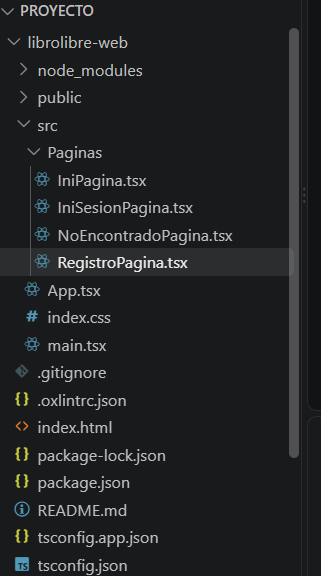 PROYECTO
librolibre-web
node_modules
public
src
Paginas
IniPagina.tsx
IniSesionPagina.tsx
NoEncontradoPagina.tsx
RegistroPagina.tsx
App.tsx
# index.css
main.tsx
.gitignore
{} .oxlintrc.json
<> index.html
{} package-lock.json
{} package.json
README.md
{} tsconfig.app.json
TS tsconfig.json